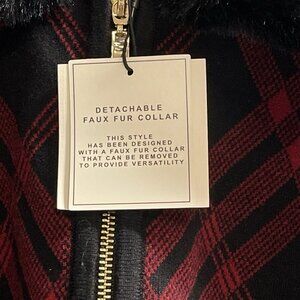 DETACHABLE
FAUX FUR COLLAR
THIS STYLE
HAS BEEN DESIGNED
WITH A FAUX FUR COLLAR
THAT CAN BE REMOVED
TO PROVIDE VERSATILITY